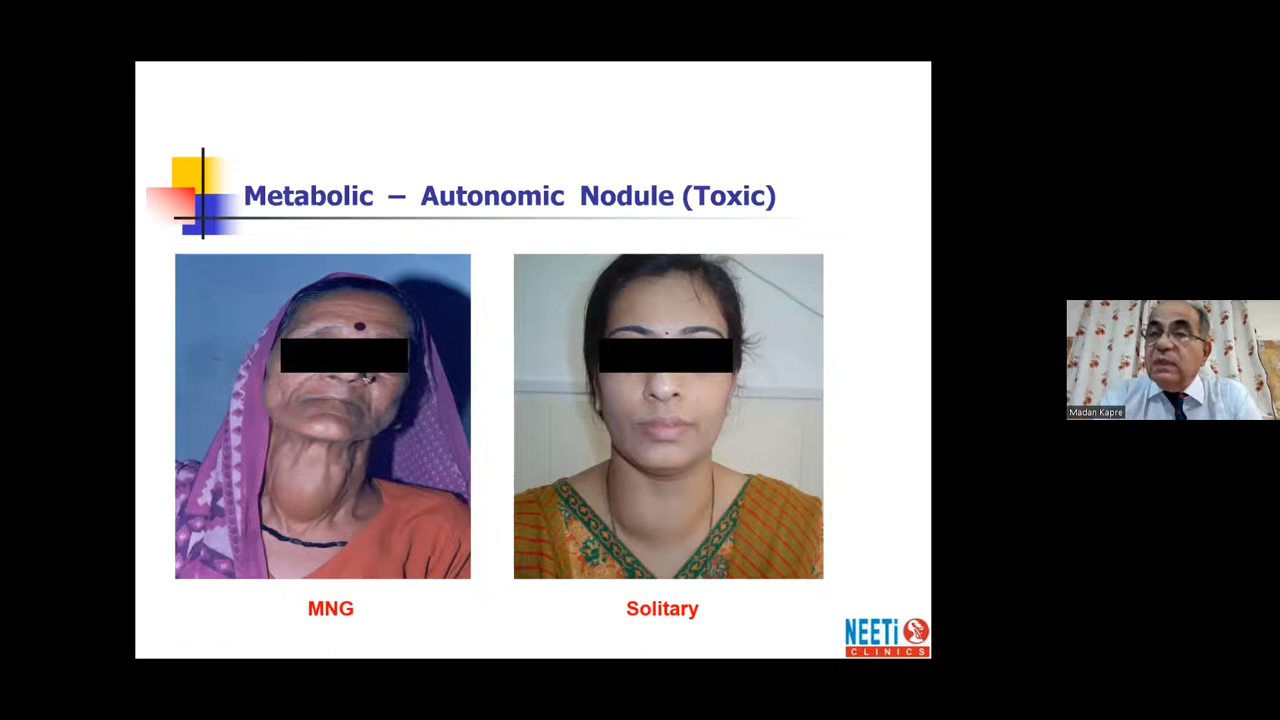 Metabolic – Autonomic Nodule (Toxic)
MNG
Solitary
NEETi
CLINICS
Madan Kapre